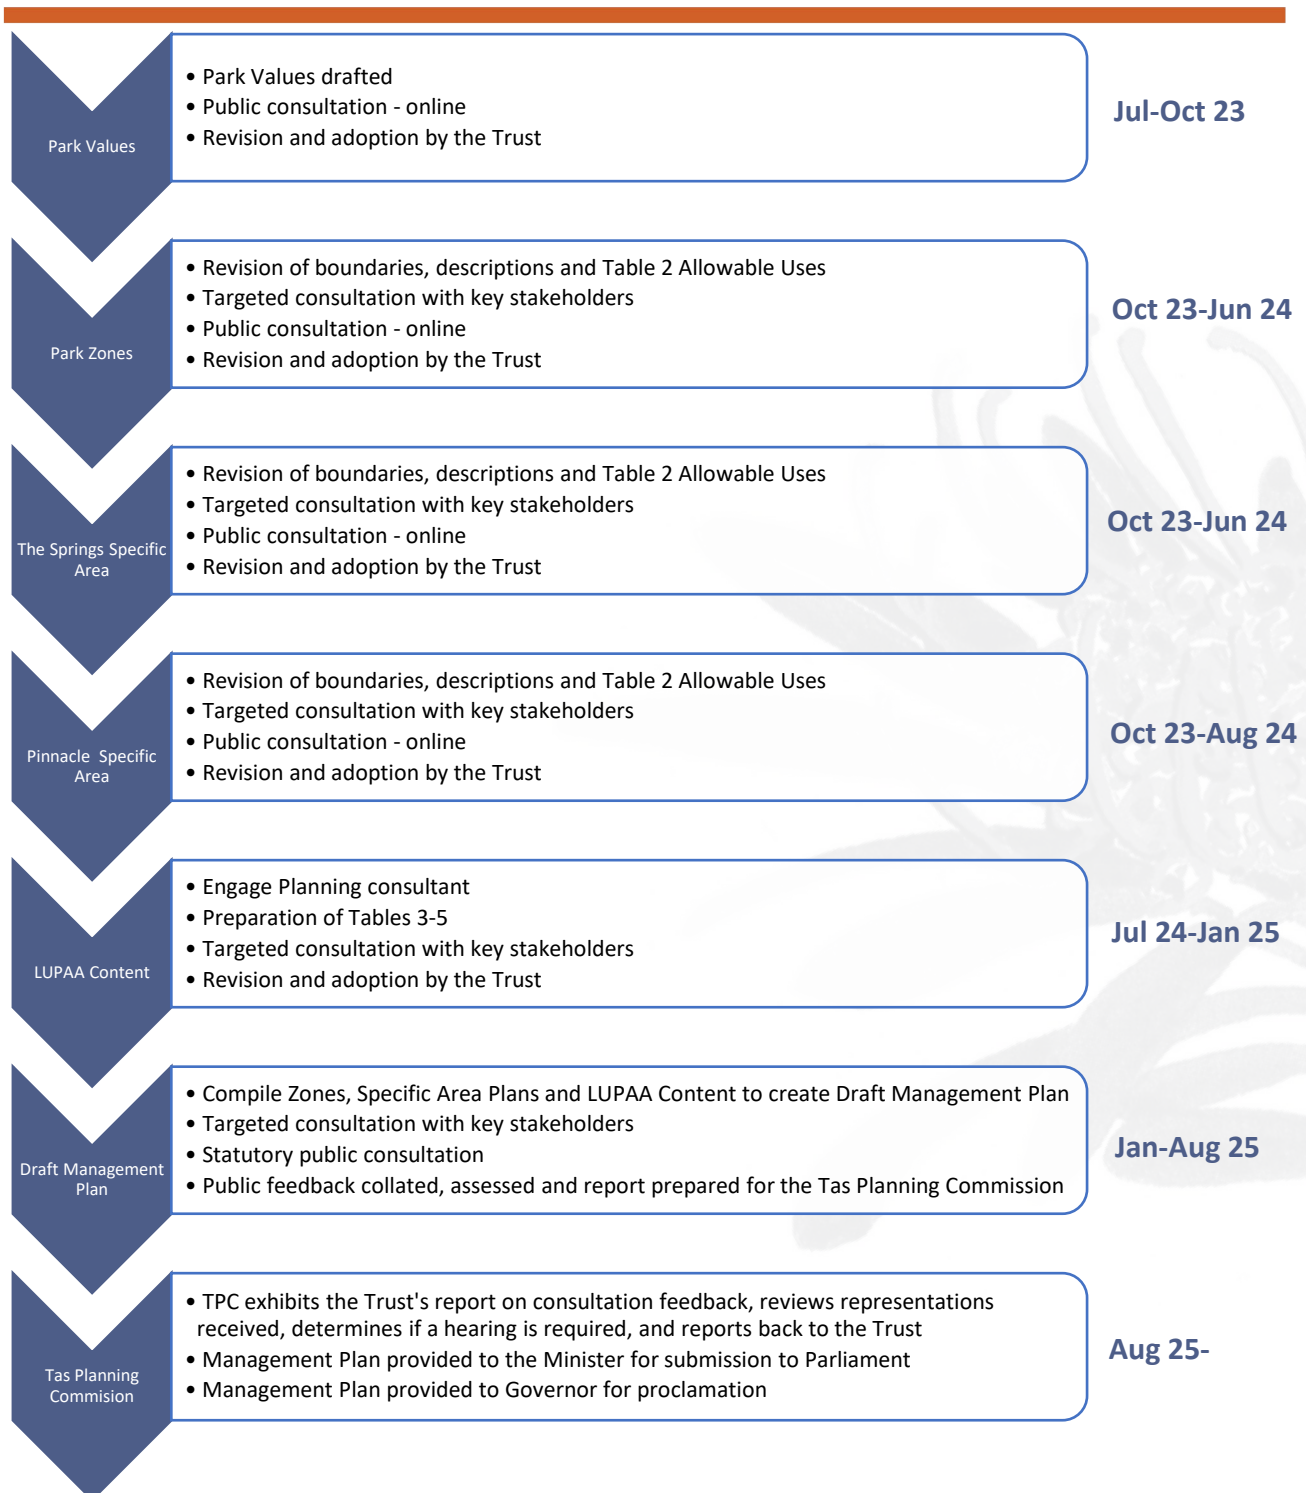 Park Values
• Park Values drafted
• Public consultation - online
• Revision and adoption by the Trust
Jul-Oct 23
Park Zones
• Revision of boundaries, descriptions and Table 2 Allowable Uses
• Targeted consultation with key stakeholders
• Public consultation - online
• Revision and adoption by the Trust
Oct 23-Jun 24
The Springs Specific
Area
• Revision of boundaries, descriptions and Table 2 Allowable Uses
• Targeted consultation with key stakeholders
• Public consultation - online
• Revision and adoption by the Trust
Oct 23-Jun 24
Pinnacle Specific
Area
• Revision of boundaries, descriptions and Table 2 Allowable Uses
• Targeted consultation with key stakeholders
• Public consultation - online
• Revision and adoption by the Trust
Oct 23-Aug 24
LUPAA Content
• Engage Planning consultant
• Preparation of Tables 3-5
• Targeted consultation with key stakeholders
• Revision and adoption by the Trust
Jul 24-Jan 25
Draft Management
Plan
• Compile Zones, Specific Area Plans and LUPAA Content to create Draft Management Plan
• Targeted consultation with key stakeholders
• Statutory public consultation
• Public feedback collated, assessed and report prepared for the Tas Planning Commission
Jan-Aug 25
Tas Planning
Commision
• TPC exhibits the Trust's report on consultation feedback, reviews representations
received, determines if a hearing is required, and reports back to the Trust
• Management Plan provided to the Minister for submission to Parliament
• Management Plan provided to Governor for proclamation
Aug 25-